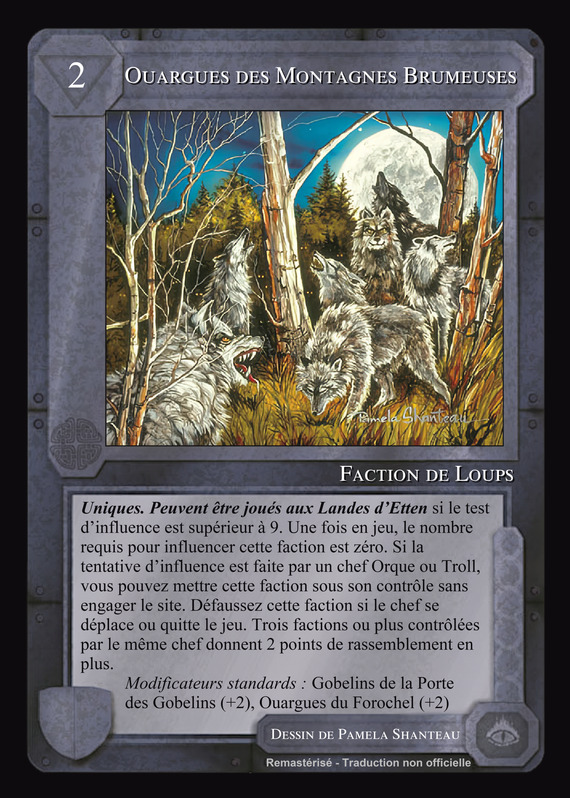 2
Ouargues des Montagnes Brumeuses
Pamela Shanteau
Faction de Loups
Uniques. Peuvent être joués aux Landes d'Etten si le test
d'influence est supérieur à 9. Une fois en jeu, le nombre
requis pour influencer cette faction est zéro. Si la
tentative d'influence est faite par un chef Orque ou Troll,
vous pouvez mettre cette faction sous son contrôle sans
engager le site. Défaussez cette faction si le chef se
déplace ou quitte le jeu. Trois factions ou plus contrôlées
par le même chef donnent 2 points de rassemblement en
plus.
Modificateurs standards : Gobelins de la Porte
des Gobelins (+2), Ouargues du Forochel (+2)
Dessin de Pamela Shanteau
Remastérisé - Traduction non officielle